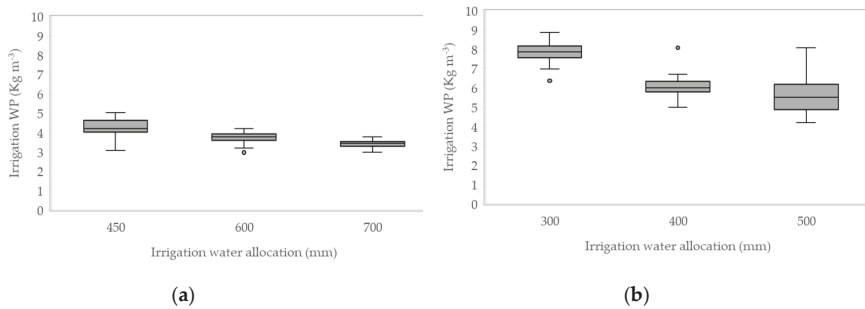 Irrigation WP (Kg m-3)
10
9
8
7
6
5
4
3
2
1
0
450 600 700
Irrigation water allocation (mm)
(a)
Irrigation WP (Kg m-3)
10
9
8
7
6
5
4
3
2
1
0
300 400 500
Irrigation water allocation (mm)
(b)